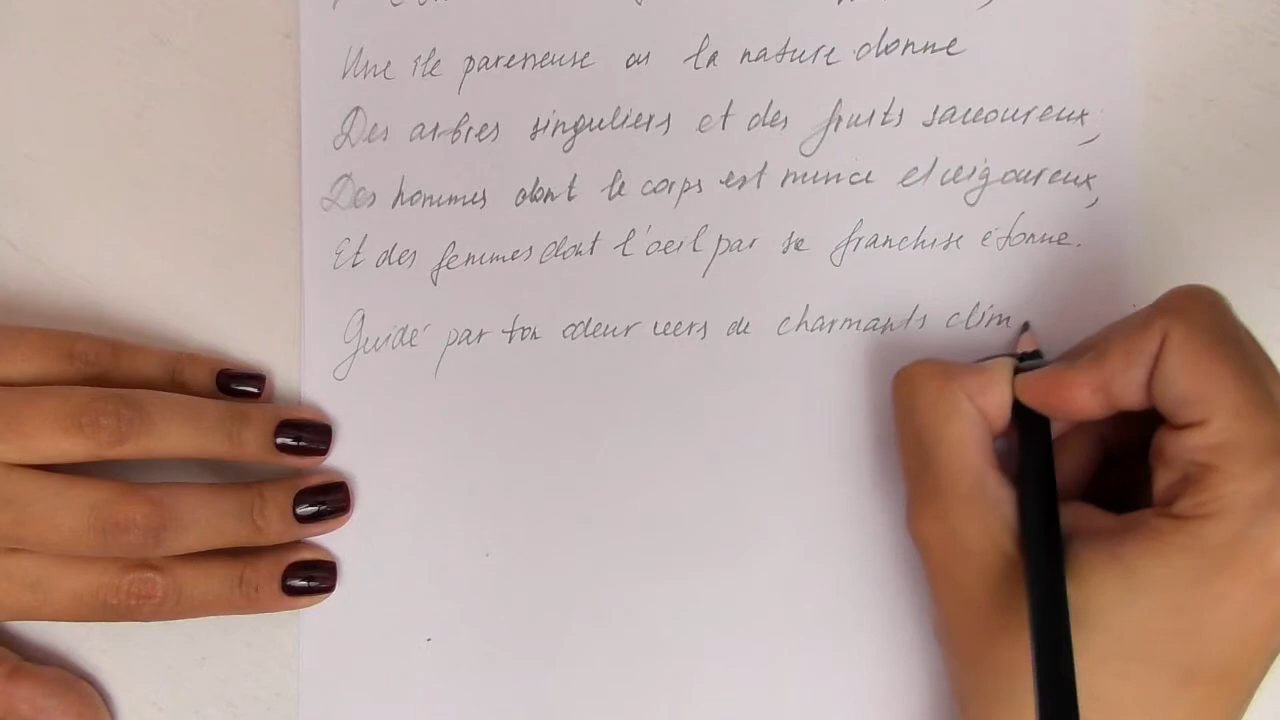 Une île paresseuse ou la nature donne
Des arbres singuliers et des fruits savoureux,
Des hommes dont le corps est mince et vigoureux,
Et des femmes dont l'oeil par se franchise étonne.
Guidé par ton odeur vers de charmants clim